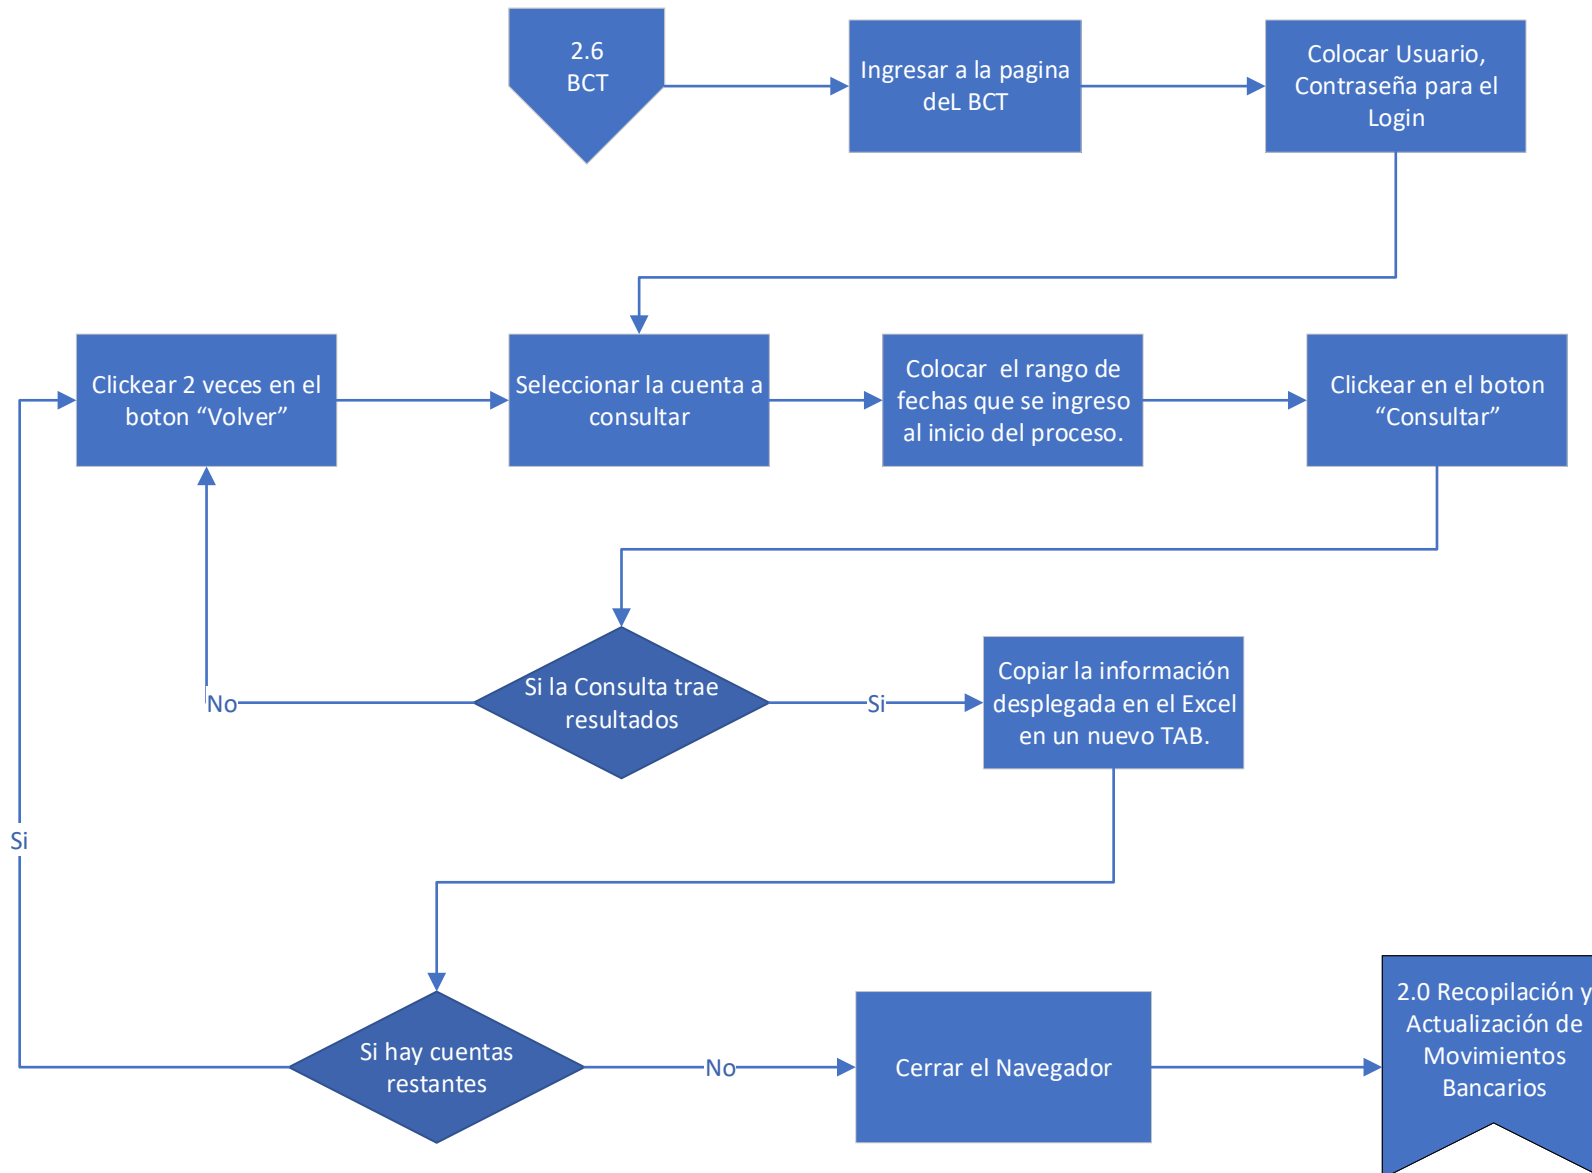 2.6
BCT
Ingresar a la pagina
deL BCT
Colocar Usuario,
Contraseña para el
Login
Clickear 2 veces en el
boton “Volver”
Seleccionar la cuenta a
consultar
Colocar  el rango de
fechas que se ingreso
al inicio del proceso.
Clickear en el boton
“Consultar”
No
Si la Consulta trae
resultados
Si
Copiar la información
desplegada en el Excel
en un nuevo TAB.
Si
Si hay cuentas
restantes
No
Cerrar el Navegador
2.0 Recopilación y
Actualización de
Movimientos
Bancarios